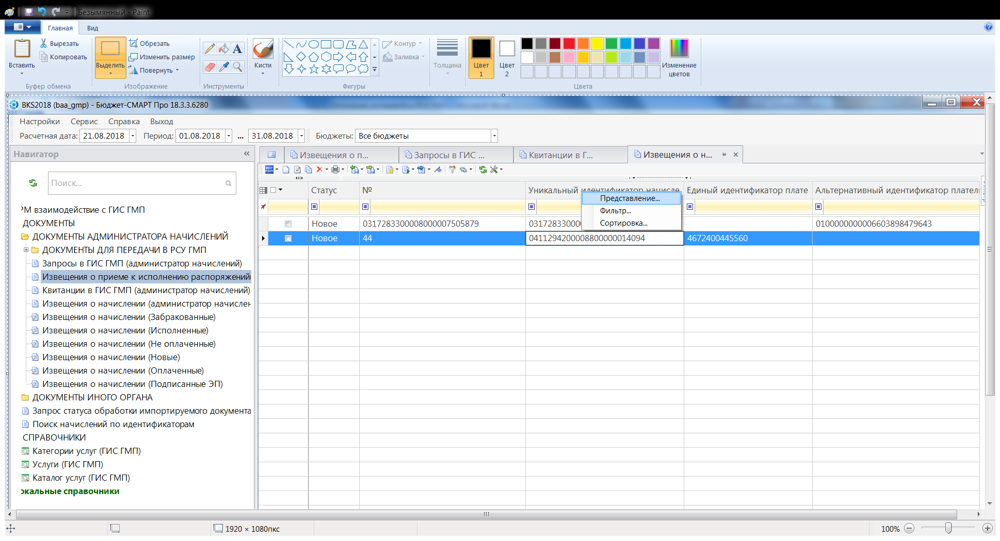 Безымянный - Paint
Главная Вид
Вставить
Вырезать
Копировать
Буфер обмена
Выделить
Обрезать
Изменить размер
Повернуть
Изображение
Инструменты
Кисти
Контур
Заливка
Фигуры
Толщина
Цвет 1
Цвет 2
Изменение цветов
Цвета
BKS2018 (baa_gmp) - Бюджет-СМАРТ Про 18.3.3.6280
Настройки Сервис Справка Выход
Расчетная дата: 21.08.2018 Период: 01.08.2018 ... 31.08.2018 Бюджеты: Все бюджеты
Навигатор
Поиск...
РМ взаимодействие с ГИС ГМП
ДОКУМЕНТЫ
ДОКУМЕНТЫ АДМИНИСТРАТОРА НАЧИСЛЕНИЙ
ДОКУМЕНТЫ ДЛЯ ПЕРЕДАЧИ В РСУ ГМП
Запросы в ГИС ГМП (администратор начислений)
Извещения о приеме к исполнению распоряжений
Квитанции в ГИС ГМП (администратор начислений)
Извещения о начислении (администратор начислен
Извещения о начислении (Забракованные)
Извещения о начислении (Исполненные)
Извещения о начислении (Не оплаченные)
Извещения о начислении (Новые)
Извещения о начислении (Оплаченные)
Извещения о начислении (Подписанные ЭП)
ДОКУМЕНТЫ ИНОГО ОРГАНА
Запрос статуса обработки импортируемого документа
Поиск начислений по идентификаторам
СПРАВОЧНИКИ
Категории услуг (ГИС ГМП)
Услуги (ГИС ГМП)
Каталог услуг (ГИС ГМП)
окальные справочники
Извещения о п... Запросы в ГИС ... Квитанции в Г... Извещения о н...
РСУ ГМП
Статус № Уникальный идентификатор начисле Единый идентификатор плате Альтернативный идентификатор плател
Представление...
Фильтр...
Сортировка...
Новое 0317283300008000007505879 03172833000 0100000000006603898479643
Новое 44 0411294200008800000014094 4672400445560
1920 × 1080пкс 100%